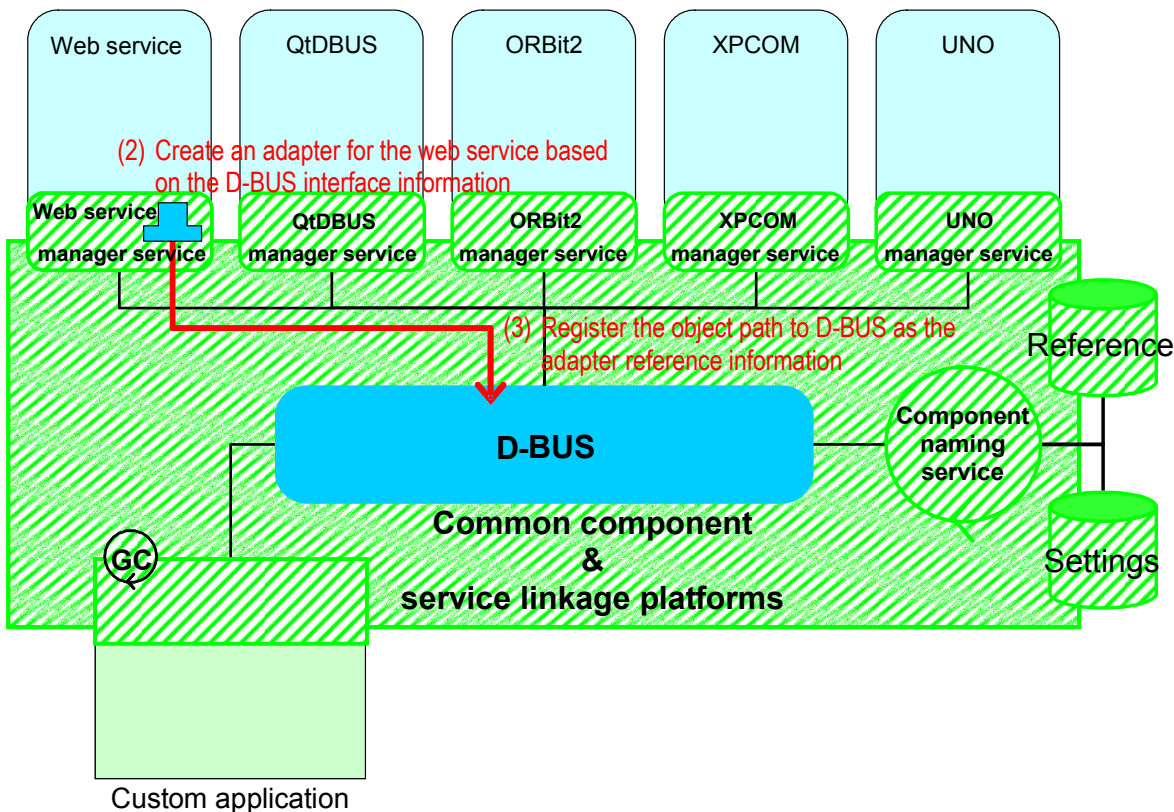 Web service
QtDBUS
ORBit2
XPCOM
UNO
(2) Create an adapter for the web service based
on the D-BUS interface information
Web service
manager service
QtDBUS
manager service
ORBit2
manager service
XPCOM
manager service
UNO
manager service
(3) Register the object path to D-BUS as the
adapter reference information
Reference
D-BUS
Component
naming
service
Common component
&
service linkage platforms
Settings
GC
Custom application